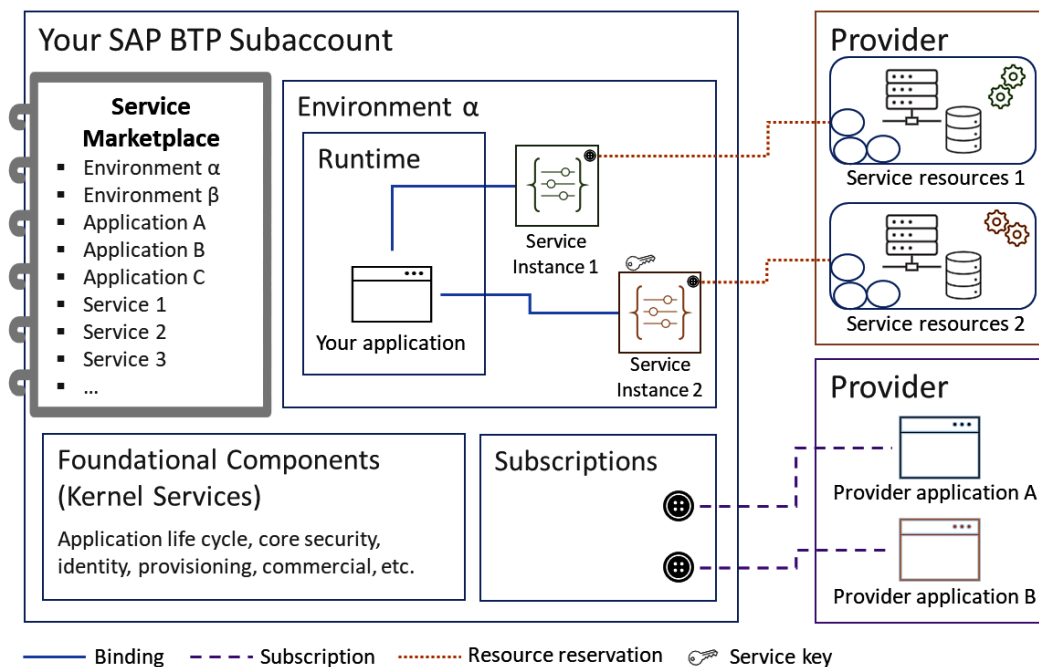 Your SAP BTP Subaccount
Service
Marketplace
▪ Environment α
▪ Environment β
▪ Application A
▪ Application B
▪ Application C
▪ Service 1
▪ Service 2
▪ Service 3
▪ ...
Environment α
Runtime
Your application
Service
Instance 1
Service
Instance 2
Foundational Components
(Kernel Services)
Application life cycle, core security,
identity, provisioning, commercial, etc.
Subscriptions
Provider
Service resources 1
Service resources 2
Provider
Provider application A
Provider application B
Binding
Subscription
Resource reservation
Service key